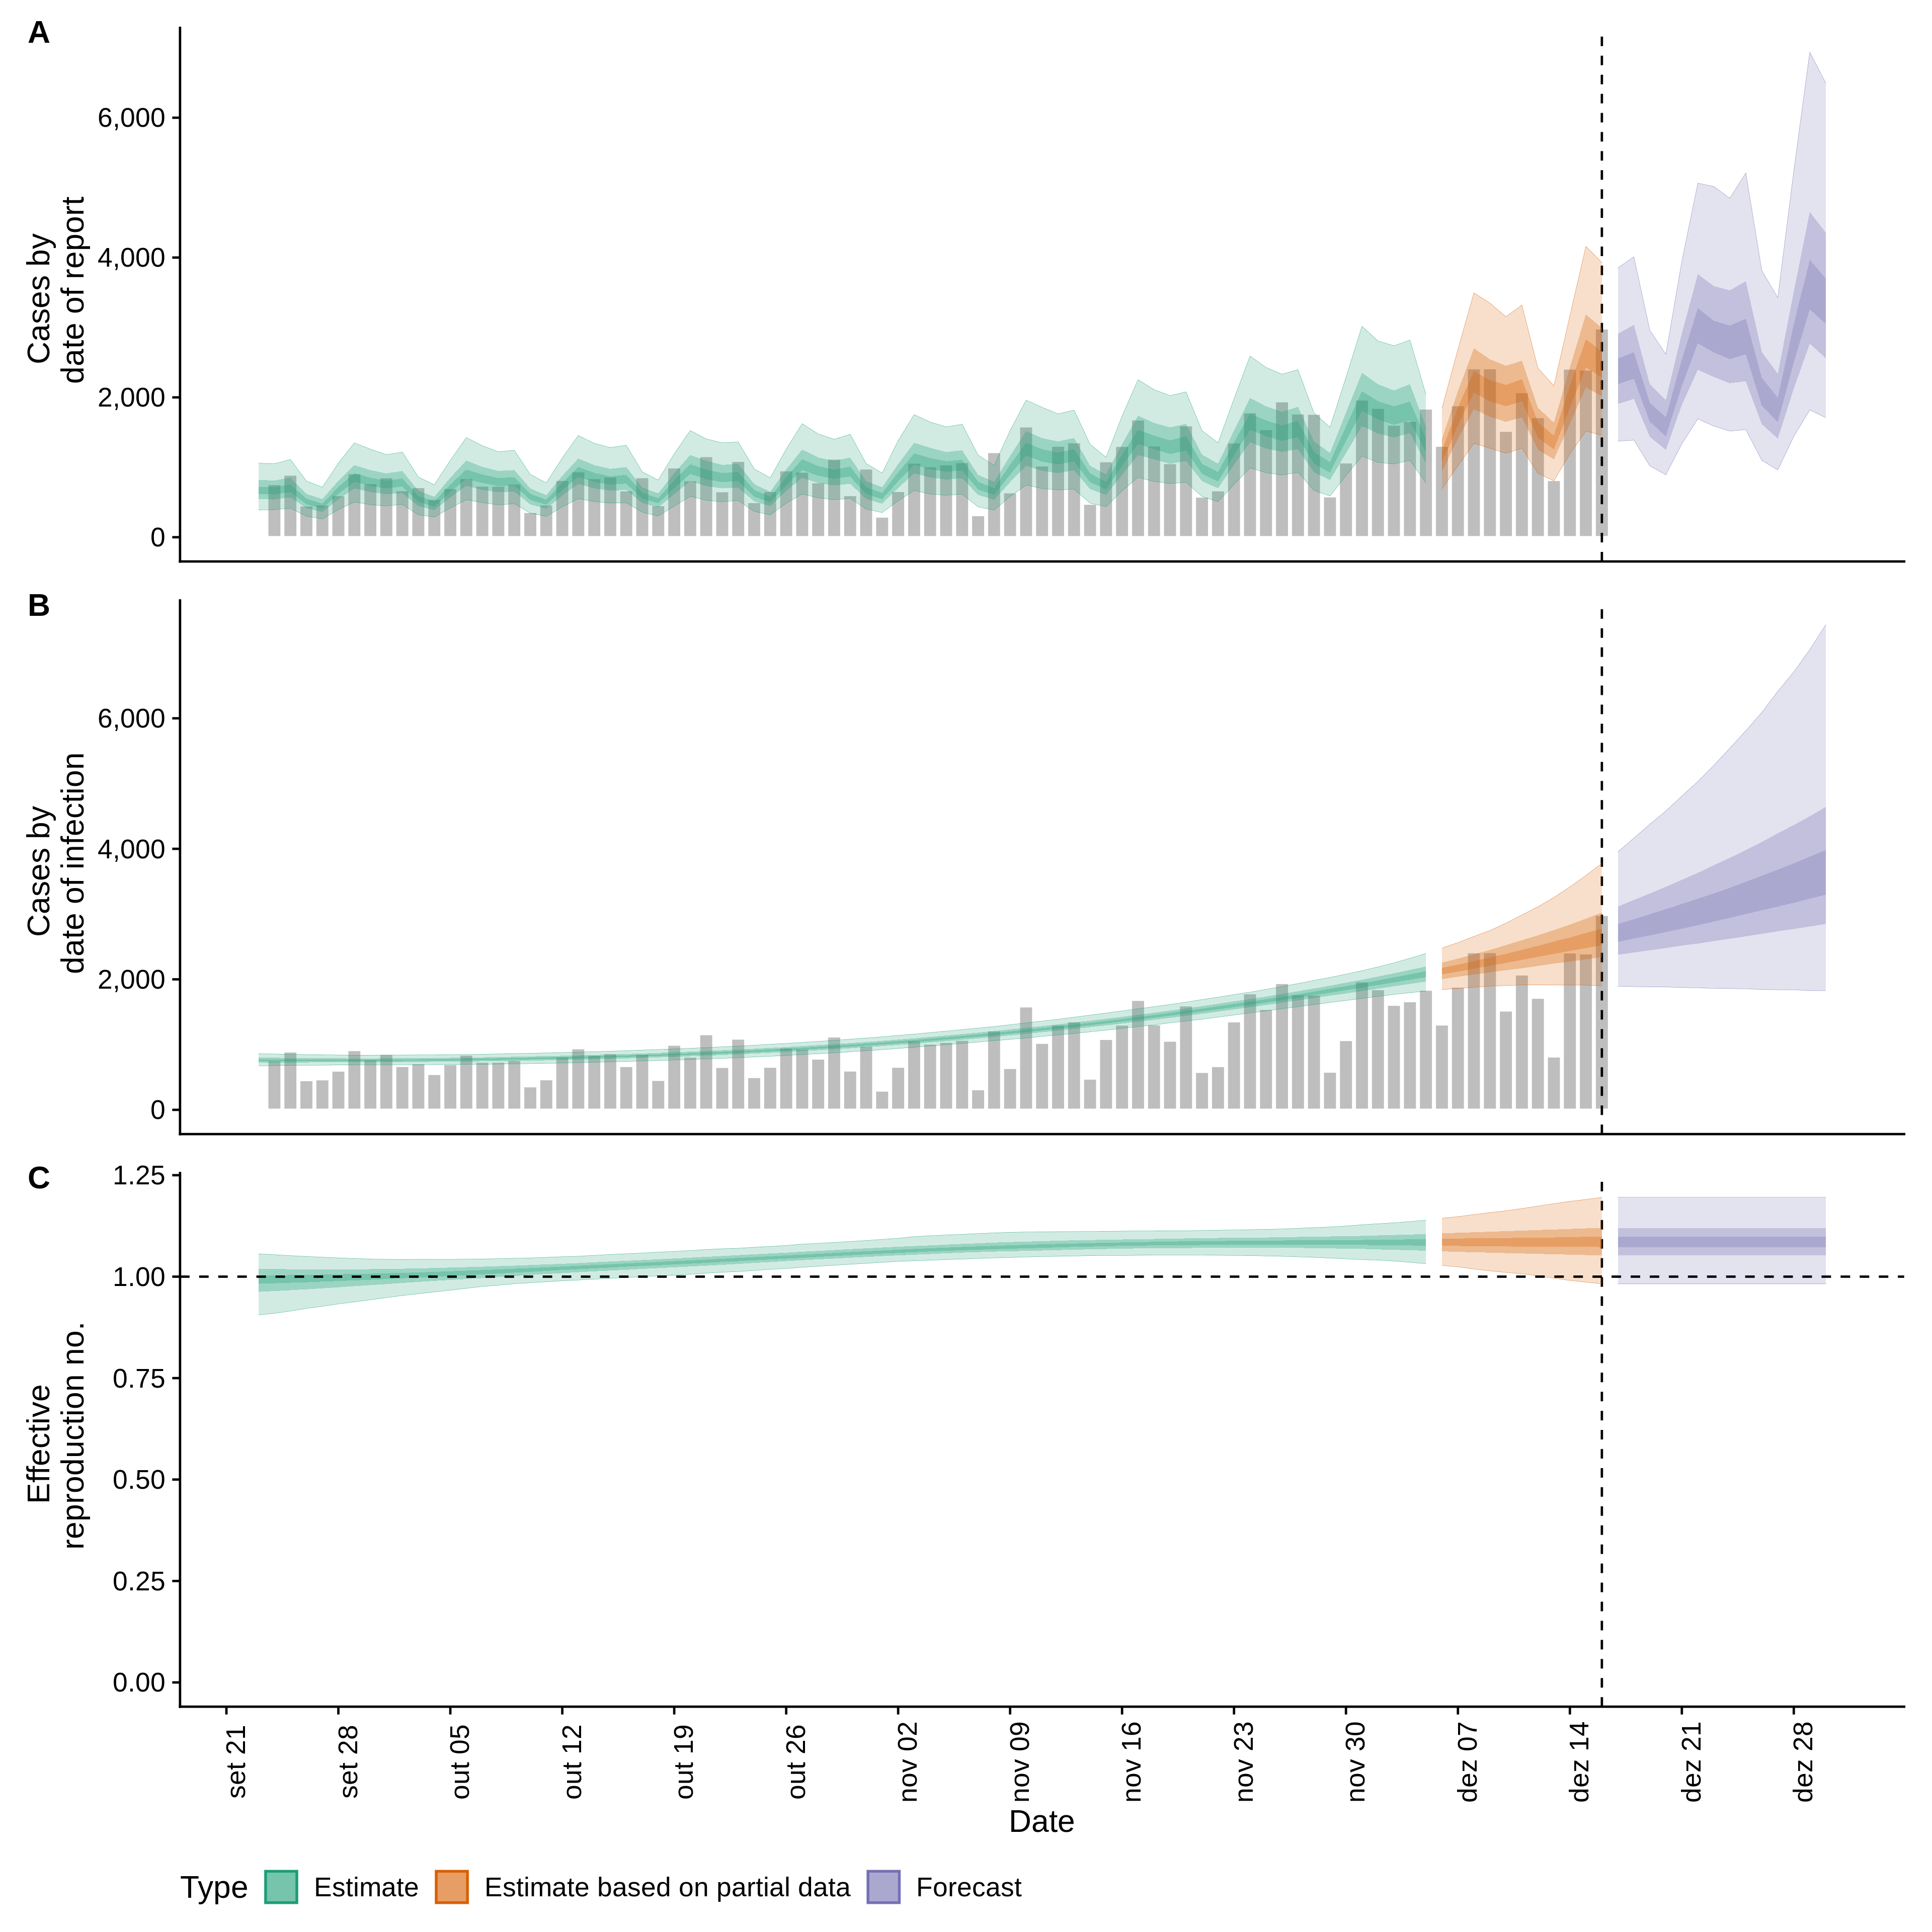 A
6,000
4,000
2,000
0
Cases by
date of report
B
6,000
4,000
2,000
0
Cases by
date of infection
C
1.25
1.00
0.75
0.50
0.25
0.00
Effective
reproduction no.
set 21
set 28
out 05
out 12
out 19
out 26
nov 02
nov 09
nov 16
nov 23
nov 30
dez 07
dez 14
dez 21
dez 28
Date
Type Estimate Estimate based on partial data Forecast